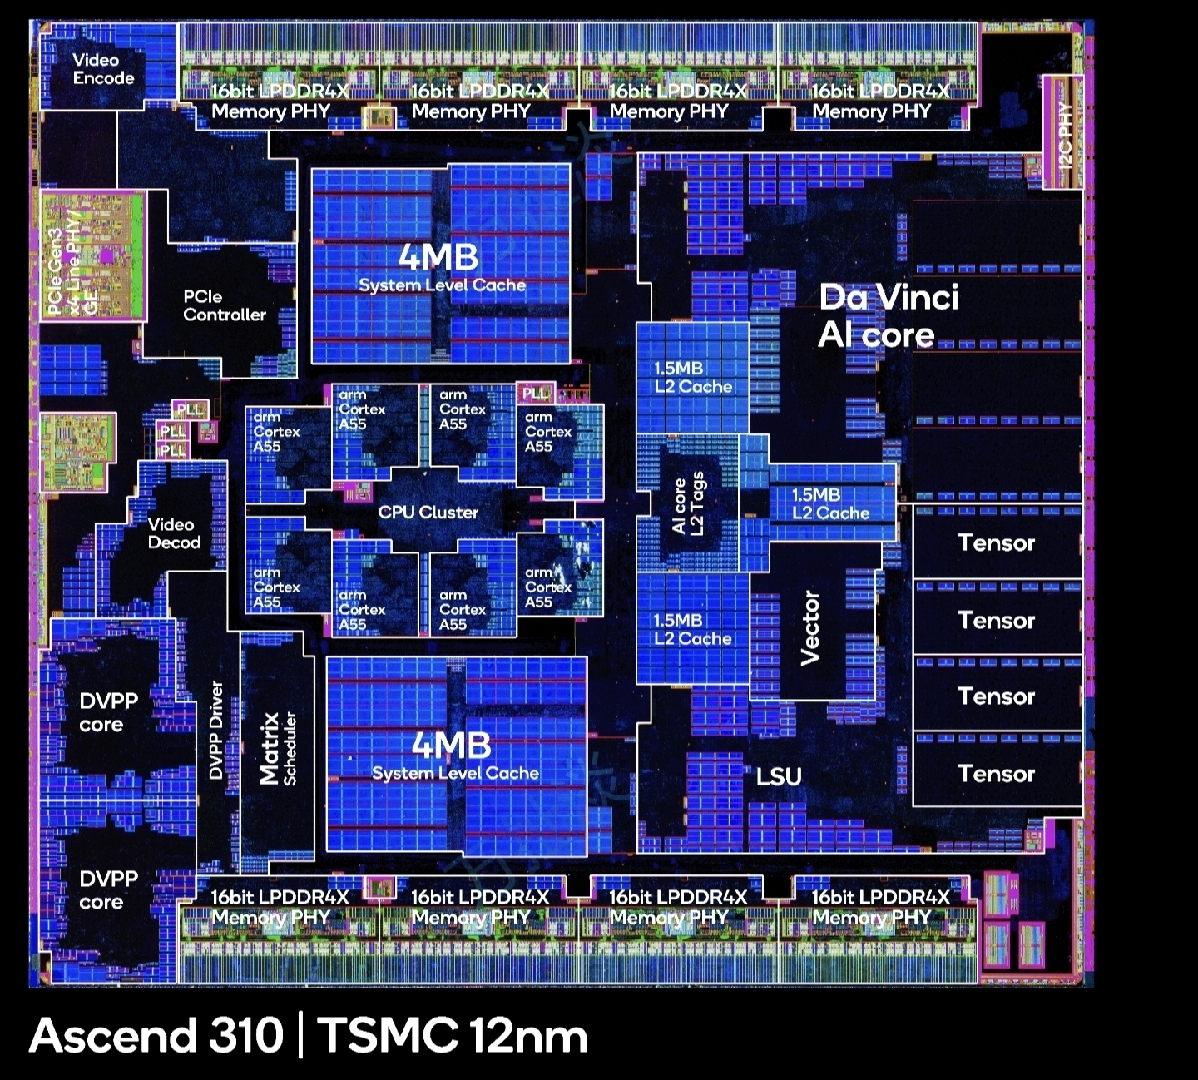 Video
Encode
16bit LPDDR4X
Memory PHY
16bit LPDDR4X
Memory PHY
16bit LPDDR4X
Memory PHY
16bit LPDDR4X
Memory PHY
I2C PHY
PCIe Gen3
x4 Line PHY/
GE
PCIe
Controller
4MB
System Level Cache
Da Vinci
AI core
1.5MB
L2 Cache
PLL
PLL
PLL
PLL
arm
Cortex
A55
arm
Cortex
A55
arm
Cortex
A55
arm
Cortex
A55
CPU Cluster
AI core
L2 Tags
1.5MB
L2 Cache
Video
Decod
arm
Cortex
A55
arm
Cortex
A55
arm
Cortex
A55
arm
Cortex
A55
1.5MB
L2 Cache
Vector
Tensor
Tensor
Tensor
Tensor
DVPP
core
DVPP Driver
Matrix
Scheduler
4MB
System Level Cache
LSU
DVPP
core
16bit LPDDR4X
Memory PHY
16bit LPDDR4X
Memory PHY
16bit LPDDR4X
Memory PHY
16bit LPDDR4X
Memory PHY
Ascend 310 | TSMC 12nm